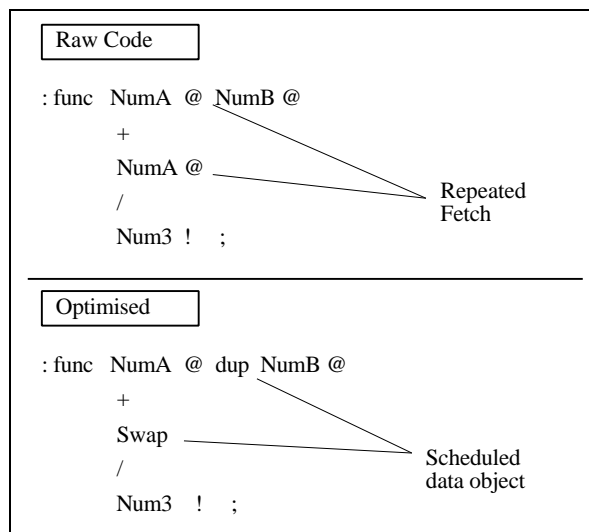 Raw Code
: func NumA @ NumB @
+
NumA @
/
Num3 ! ;
Repeated
Fetch
Optimised
: func NumA @ dup NumB @
+
Swap
/
Num3 ! ;
Scheduled
data object